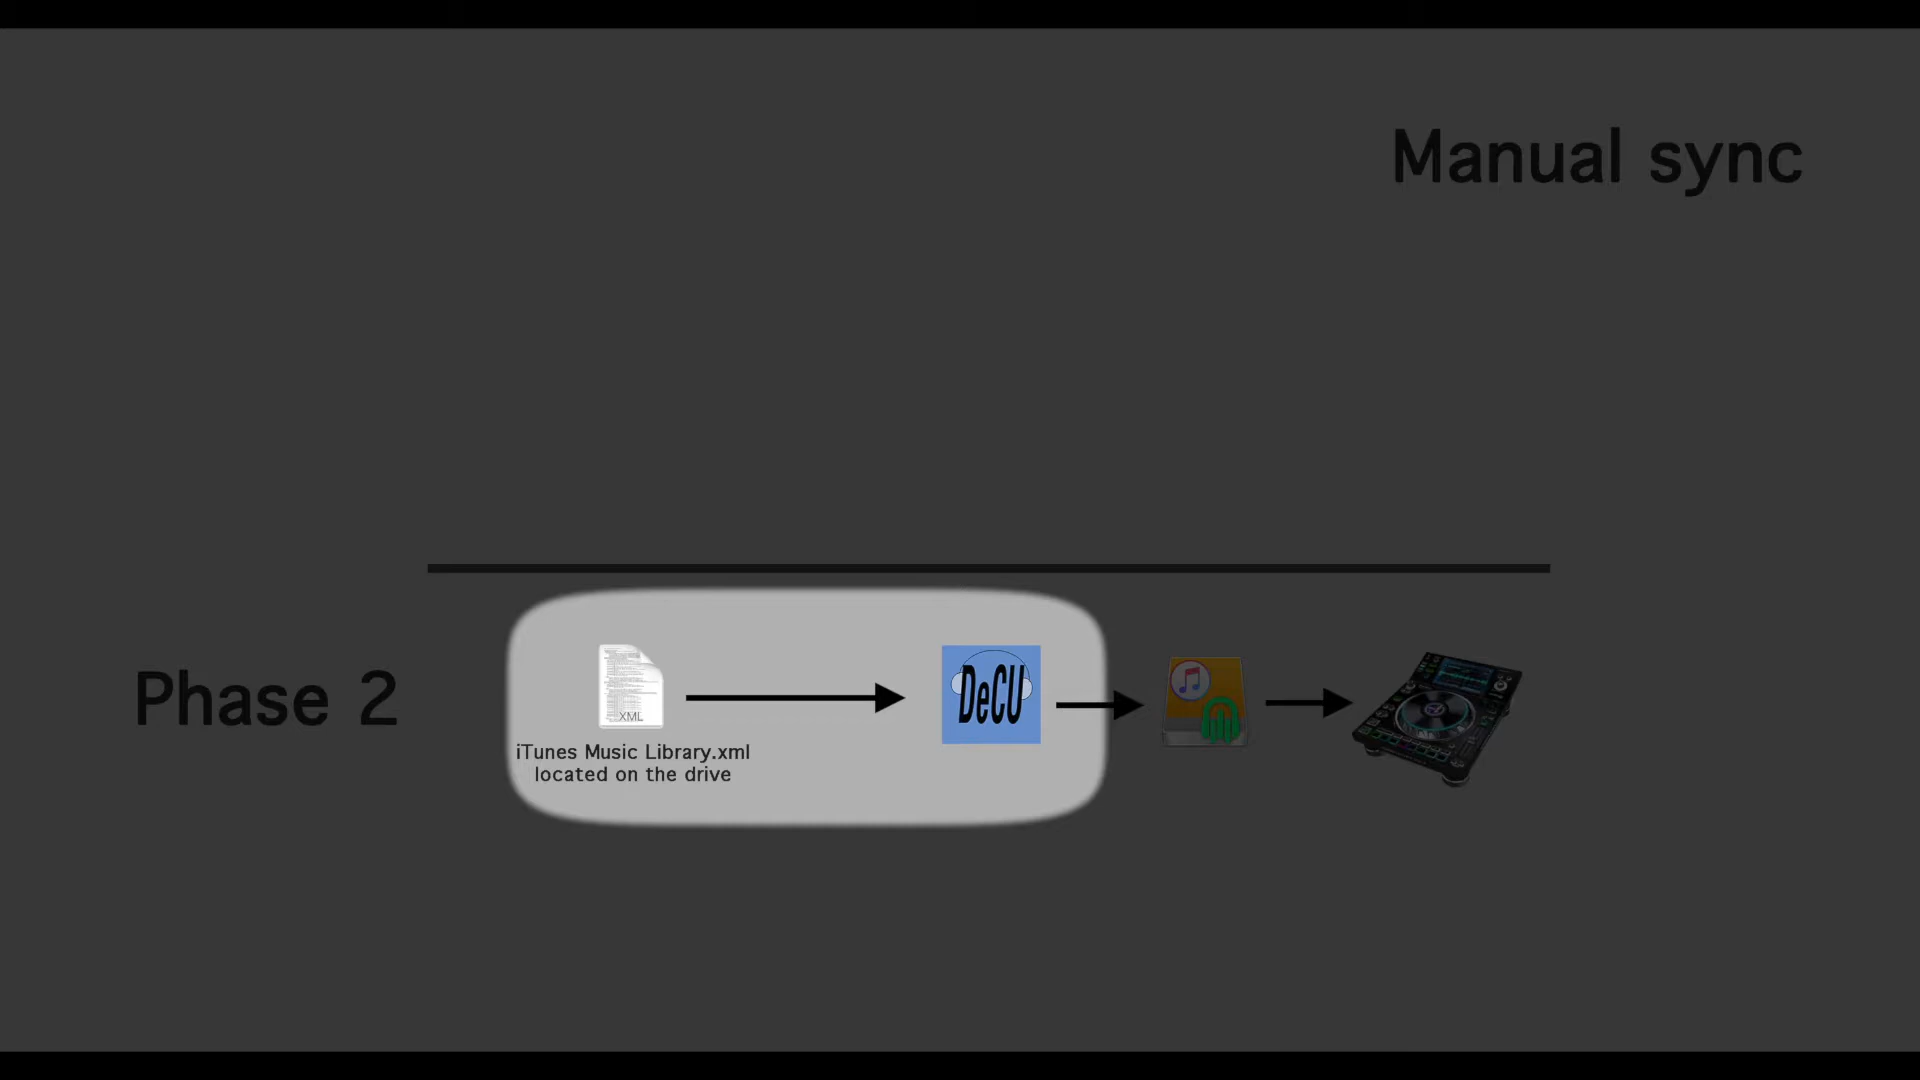 Manual sync
Phase 2
XML
DeCU
iTunes Music Library.xml
located on the drive